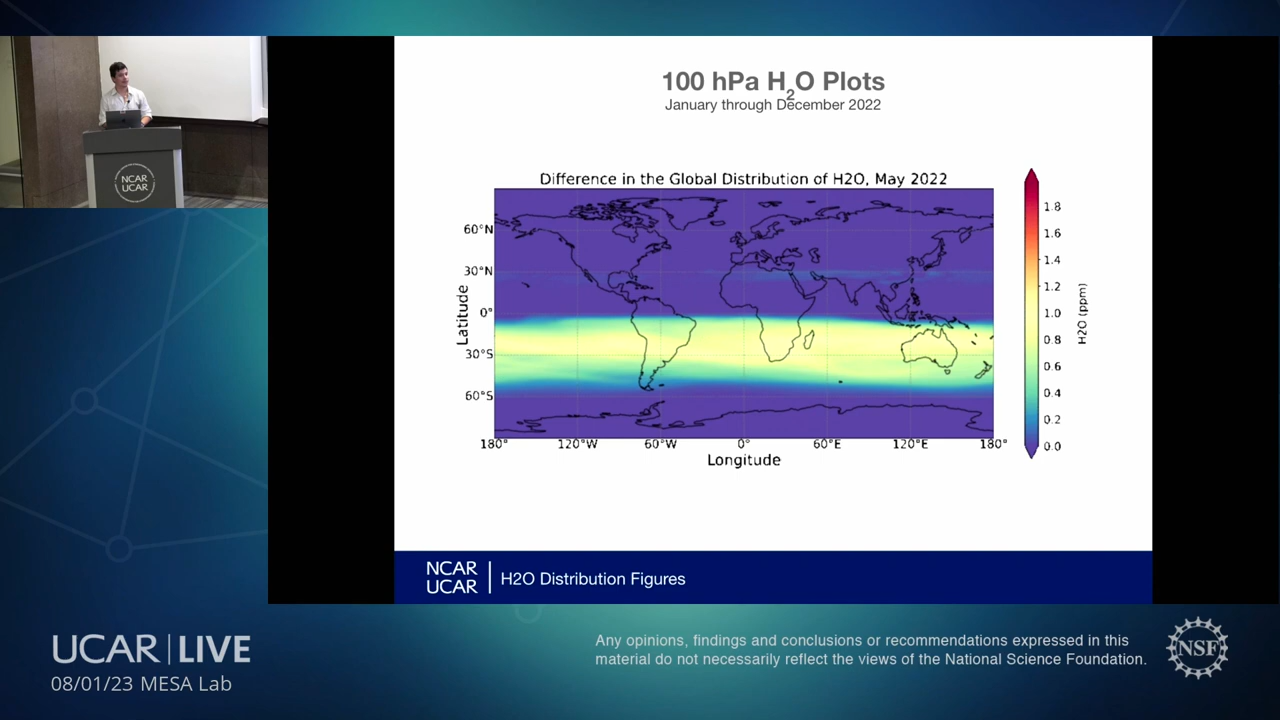 100 hPa H2O Plots
January through December 2022
NCAR
UCAR
Difference in the Global Distribution of H2O, May 2022
60°N
30°N
0°
30°S
60°S
Latitude
180°
120°W
60°W
0°
60°E
120°E
180°
Longitude
1.8
1.6
1.4
1.2
1.0
0.8
0.6
0.4
0.2
0.0
H2O (ppm)
NCAR
UCAR
H2O Distribution Figures
UCAR | LIVE
08/01/23 MESA Lab
Any opinions, findings and conclusions or recommendations expressed in this
material do not necessarily reflect the views of the National Science Foundation.
NSF